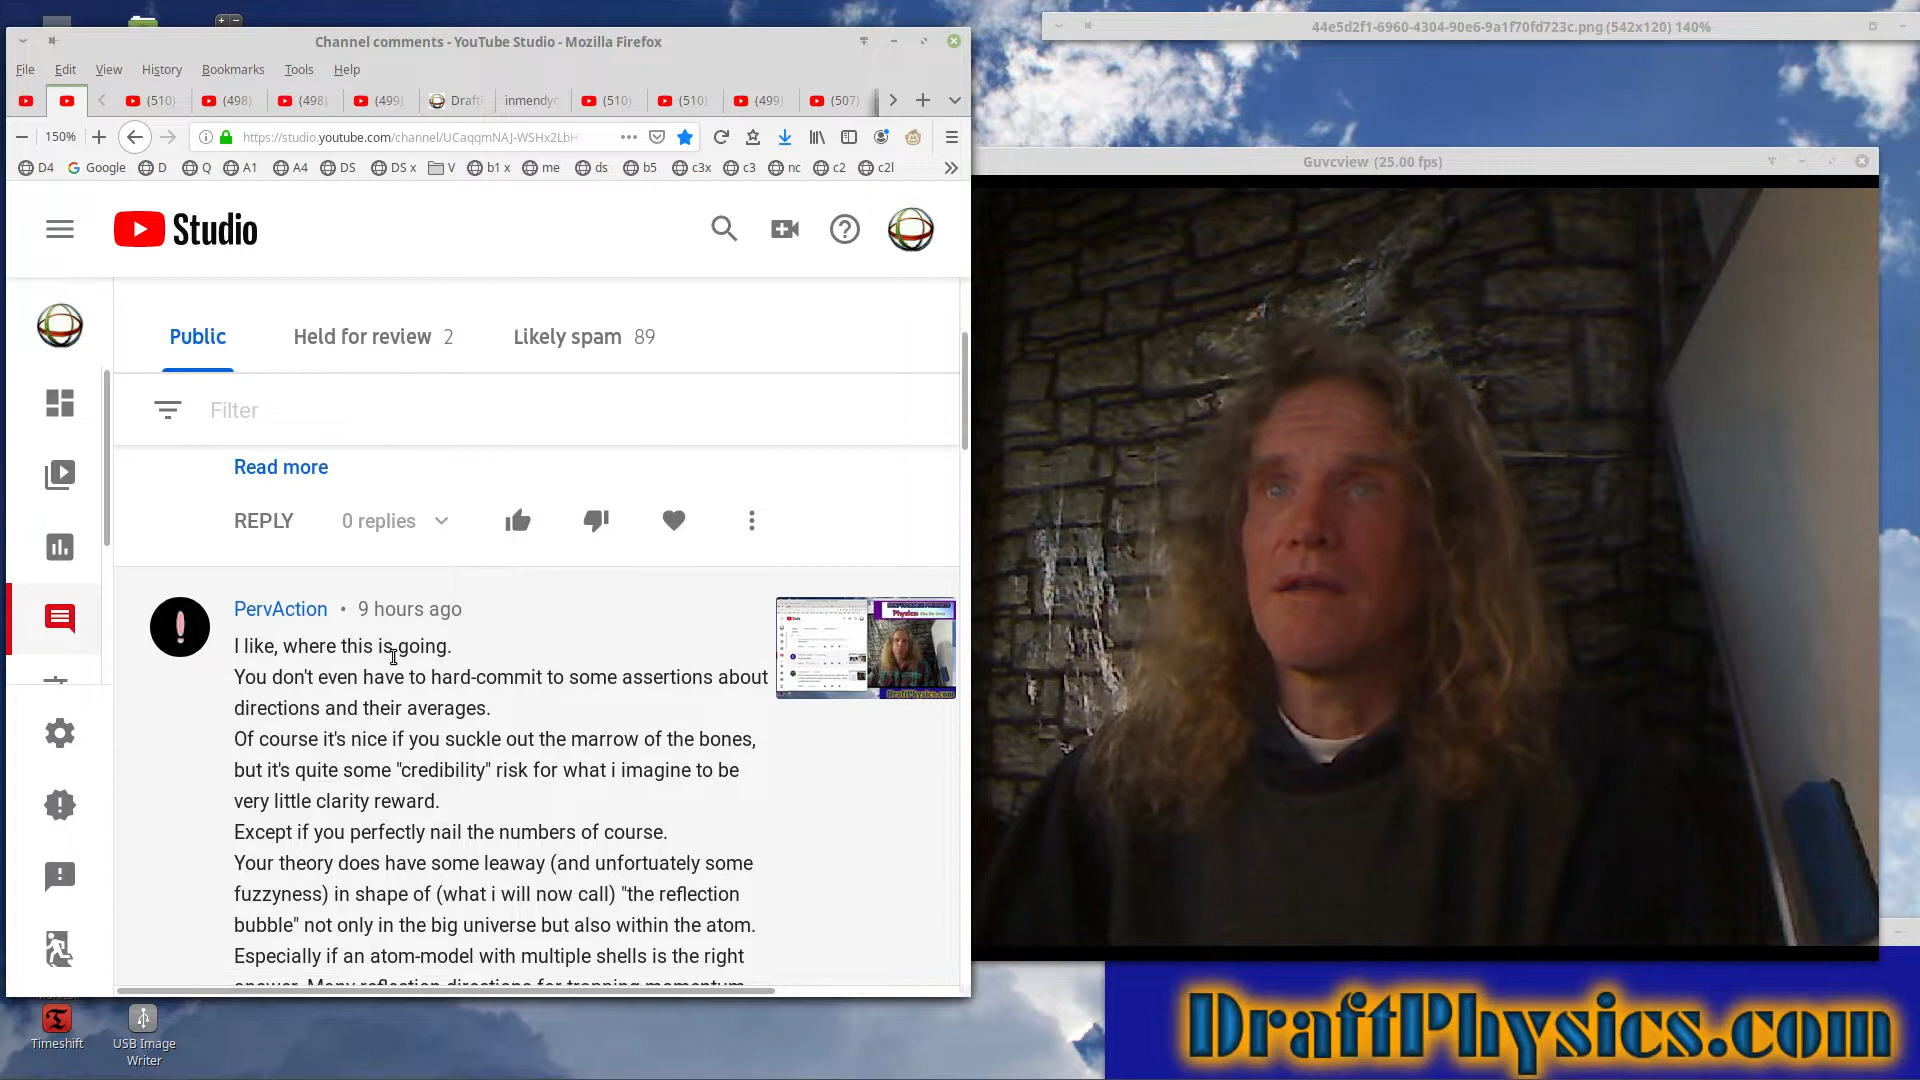 44e5d2f1-6960-4304-90e6-9a1f70fd723c.png (542x120) 140%
Channel comments - YouTube Studio - Mozilla Firefox
File Edit View History Bookmarks Tools Help
(510) (498) (498) (499) DraftP inmendyc (510) (510) (499) (507)
150% https://studio.youtube.com/channel/UCaqqmNAJ-WSHx2LbH
D4 Google D Q A1 A4 DS DS x V b1 x me ds b5 c3x c3 nc c2 c2l
Guvcview (25.00 fps)
Studio
Public Held for review 2 Likely spam 89
Filter
Read more
REPLY 0 replies
PervAction • 9 hours ago
I like, where this is going.
You don't even have to hard-commit to some assertions about
directions and their averages.
Of course it's nice if you suckle out the marrow of the bones,
but it's quite some "credibility" risk for what i imagine to be
very little clarity reward.
Except if you perfectly nail the numbers of course.
Your theory does have some leaway (and unfortuately some
fuzzyness) in shape of (what i will now call) "the reflection
bubble" not only in the big universe but also within the atom.
Especially if an atom-model with multiple shells is the right
answer. Many reflection directions for trapping momentum
Timeshift
USB Image
Writer
DraftPhysics.com